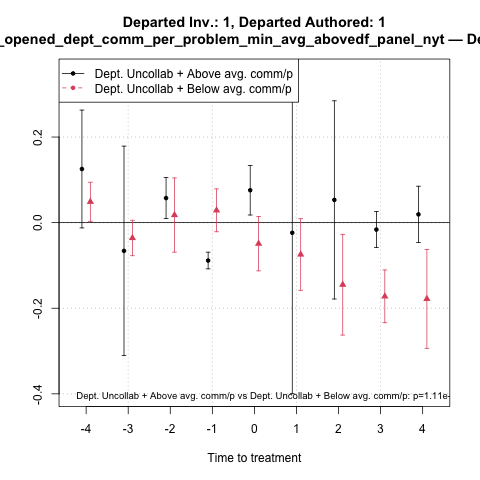 Departed Inv.: 1, Departed Authored: 1
_opened_dept_comm_per_problem_min_avg_abovedf_panel_nyt — De
Dept. Uncollab + Above avg. comm/p
Dept. Uncollab + Below avg. comm/p
0.2
0.0
-0.2
-0.4
Dept. Uncollab + Above avg. comm/p vs Dept. Uncollab + Below avg. comm/p: p=1.11e-
-4 -3 -2 -1 0 1 2 3 4
Time to treatment